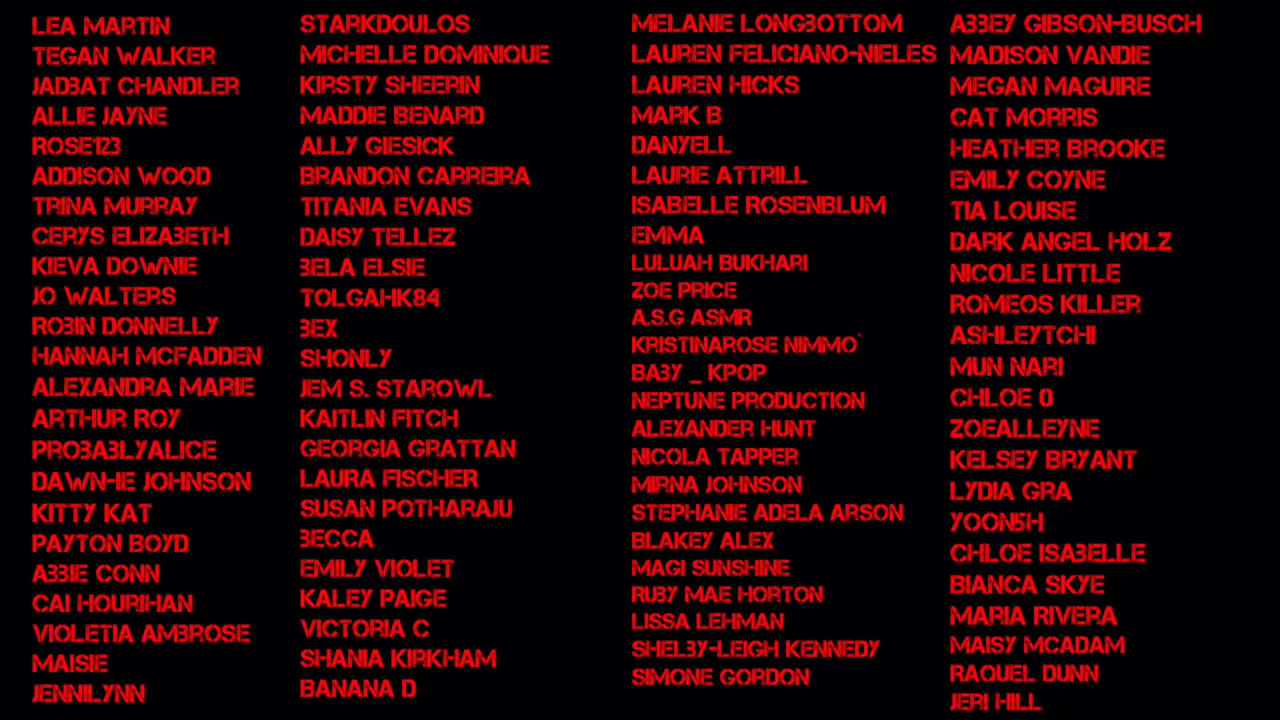 LEA MARTIN
TEGAN WALKER
JADBAT CHANDLER
ALLIE JAYNE
ROSE123
ADDISON WOOD
TRINA MURRAY
CERYS ELIZABETH
KIEVA DOWNIE
JO WALTERS
ROBIN DONNELLY
HANNAH MCFADDEN
ALEXANDRA MARIE
ARTHUR ROY
PROBABLYALICE
DAWN-IE JOHNSON
KITTY KAT
PAYTON BOYD
ABBIE CONN
CAI HOURIHAN
VIOLETIA AMBROSE
MAISIE
JENNILYNN
STARKDOULOS
MICHELLE DOMINIQUE
KIRSTY SHEERIN
MADDIE BENARD
ALLY GIESICK
BRANDON CARREIRA
TITANIA EVANS
DAISY TELLEZ
BELA ELSIE
TOLGAHK84
BEX
SHONLY
JEM S. STAROWL
KAITLIN FITCH
GEORGIA GRATTAN
LAURA FISCHER
SUSAN POTHARAJU
BECCA
EMILY VIOLET
KALEY PAIGE
VICTORIA C
SHANIA KIRKHAM
BANANA D
MELANIE LONGBOTTOM
LAUREN FELICIANO-NIELES
LAUREN HICKS
MARK B
DANYELL
LAURIE ATTRILL
ISABELLE ROSENBLUM
EMMA
LULUAH BUKHARI
ZOE PRICE
A.S.G ASMR
KRISTINAROSE NIMMO`
BABY _ KPOP
NEPTUNE PRODUCTION
ALEXANDER HUNT
NICOLA TAPPER
MIRNA JOHNSON
STEPHANIE ADELA ARSON
BLAKEY ALEX
MAGI SUNSHINE
RUBY MAE HORTON
LISSA LEHMAN
SHELBY-LEIGH KENNEDY
SIMONE GORDON
ABBEY GIBSON-BUSCH
MADISON VANDIE
MEGAN MAGUIRE
CAT MORRIS
HEATHER BROOKE
EMILY COYNE
TIA LOUISE
DARK ANGEL HOLZ
NICOLE LITTLE
ROMEOS KILLER
ASHLEYTCHI
MUN NARI
CHLOE O
ZOEALLEYNE
KELSEY BRYANT
LYDIA GRA
YOON5H
CHLOE ISABELLE
BIANCA SKYE
MARIA RIVERA
MAISY MCADAM
RAQUEL DUNN
JERI HILL